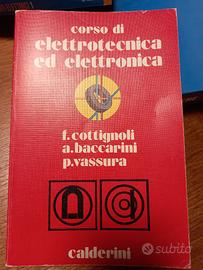 corso di
elettrotecnica
ed elettronica
f.cottignoli
a.baccarini
p.vassura
calderini
subito